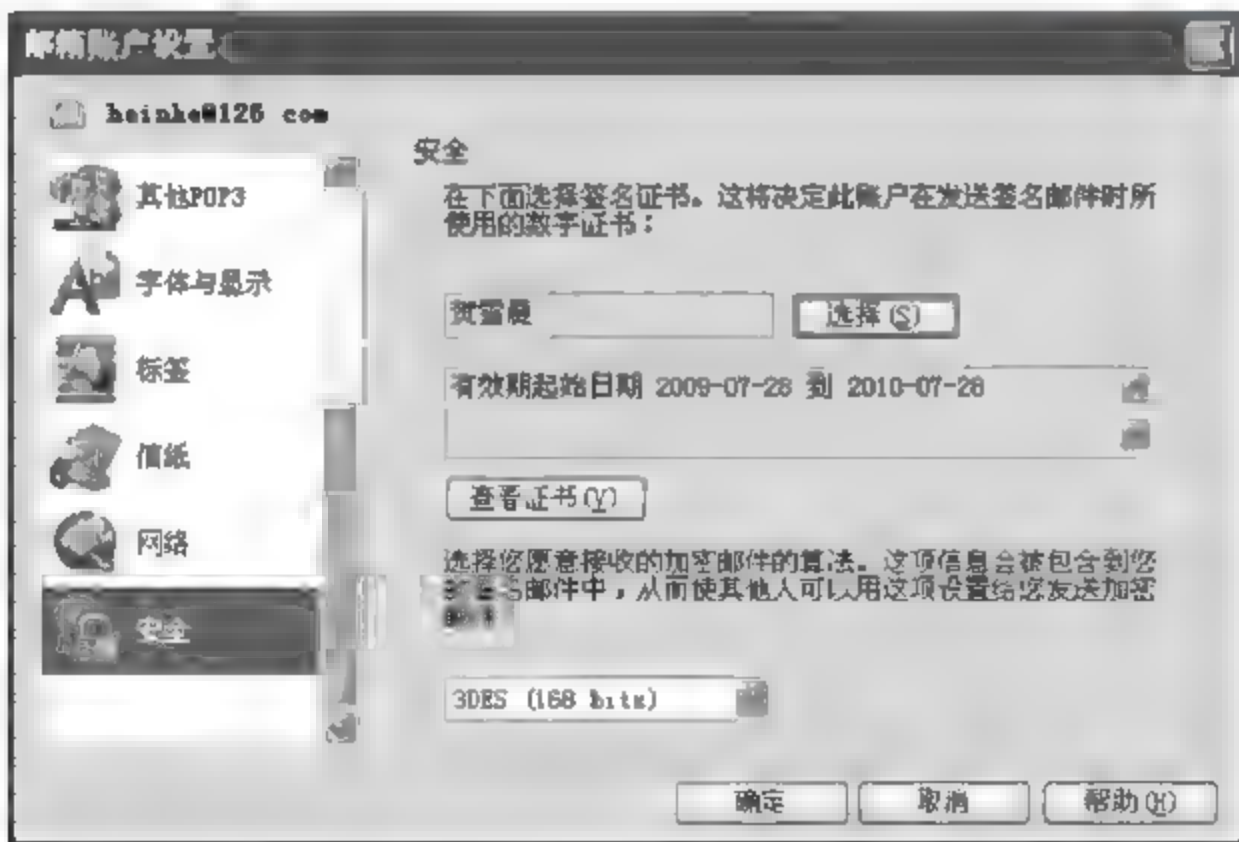 邮箱账户设置
其他POP3
字体与显示
标签
信纸
网络
安全
安全
在下面选择签名证书。这将决定此账户在发送签名邮件时所
使用的数字证书：
选择(S)
有效期起始日期 2009-07-28 到 2010-07-28
查看证书(V)
选择您愿意接收的加密邮件的算法。这项信息会被包含到您
邮件中，从而使其他人可以用这项设置给您发送加密
3DES (168 bits)
确定
取消
帮助(H)